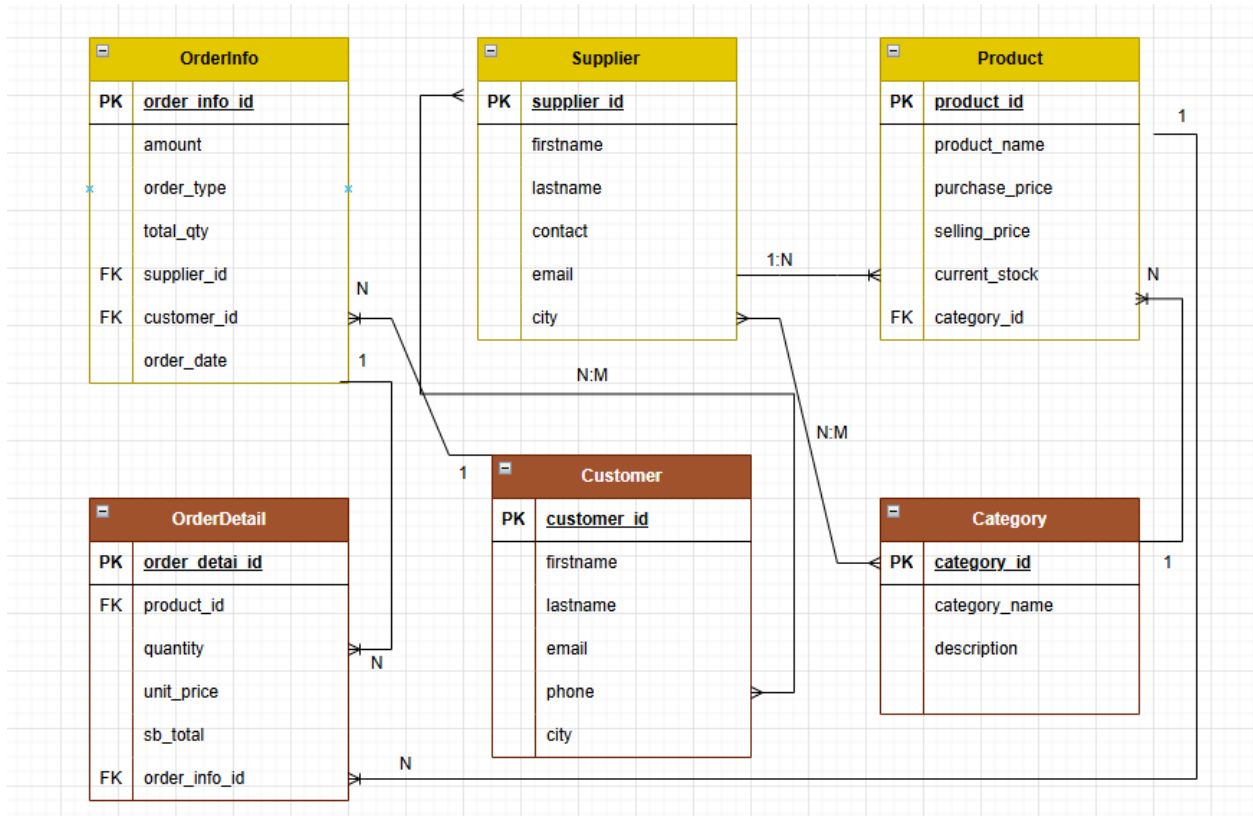 OrderInfo
PK order_info_id
amount
order_type
total_qty
FK supplier_id
FK customer_id
order_date
Supplier
PK supplier_id
firstname
lastname
contact
email
city
Product
PK product_id
product_name
purchase_price
selling_price
current_stock
FK category_id
1
1:N
N
N
1
N:M
N:M
1
OrderDetail
PK order_detai_id
FK product_id
quantity
unit_price
sb_total
FK order_info_id
N
N
Customer
PK customer_id
firstname
lastname
email
phone
city
Category
PK category_id
category_name
description
1